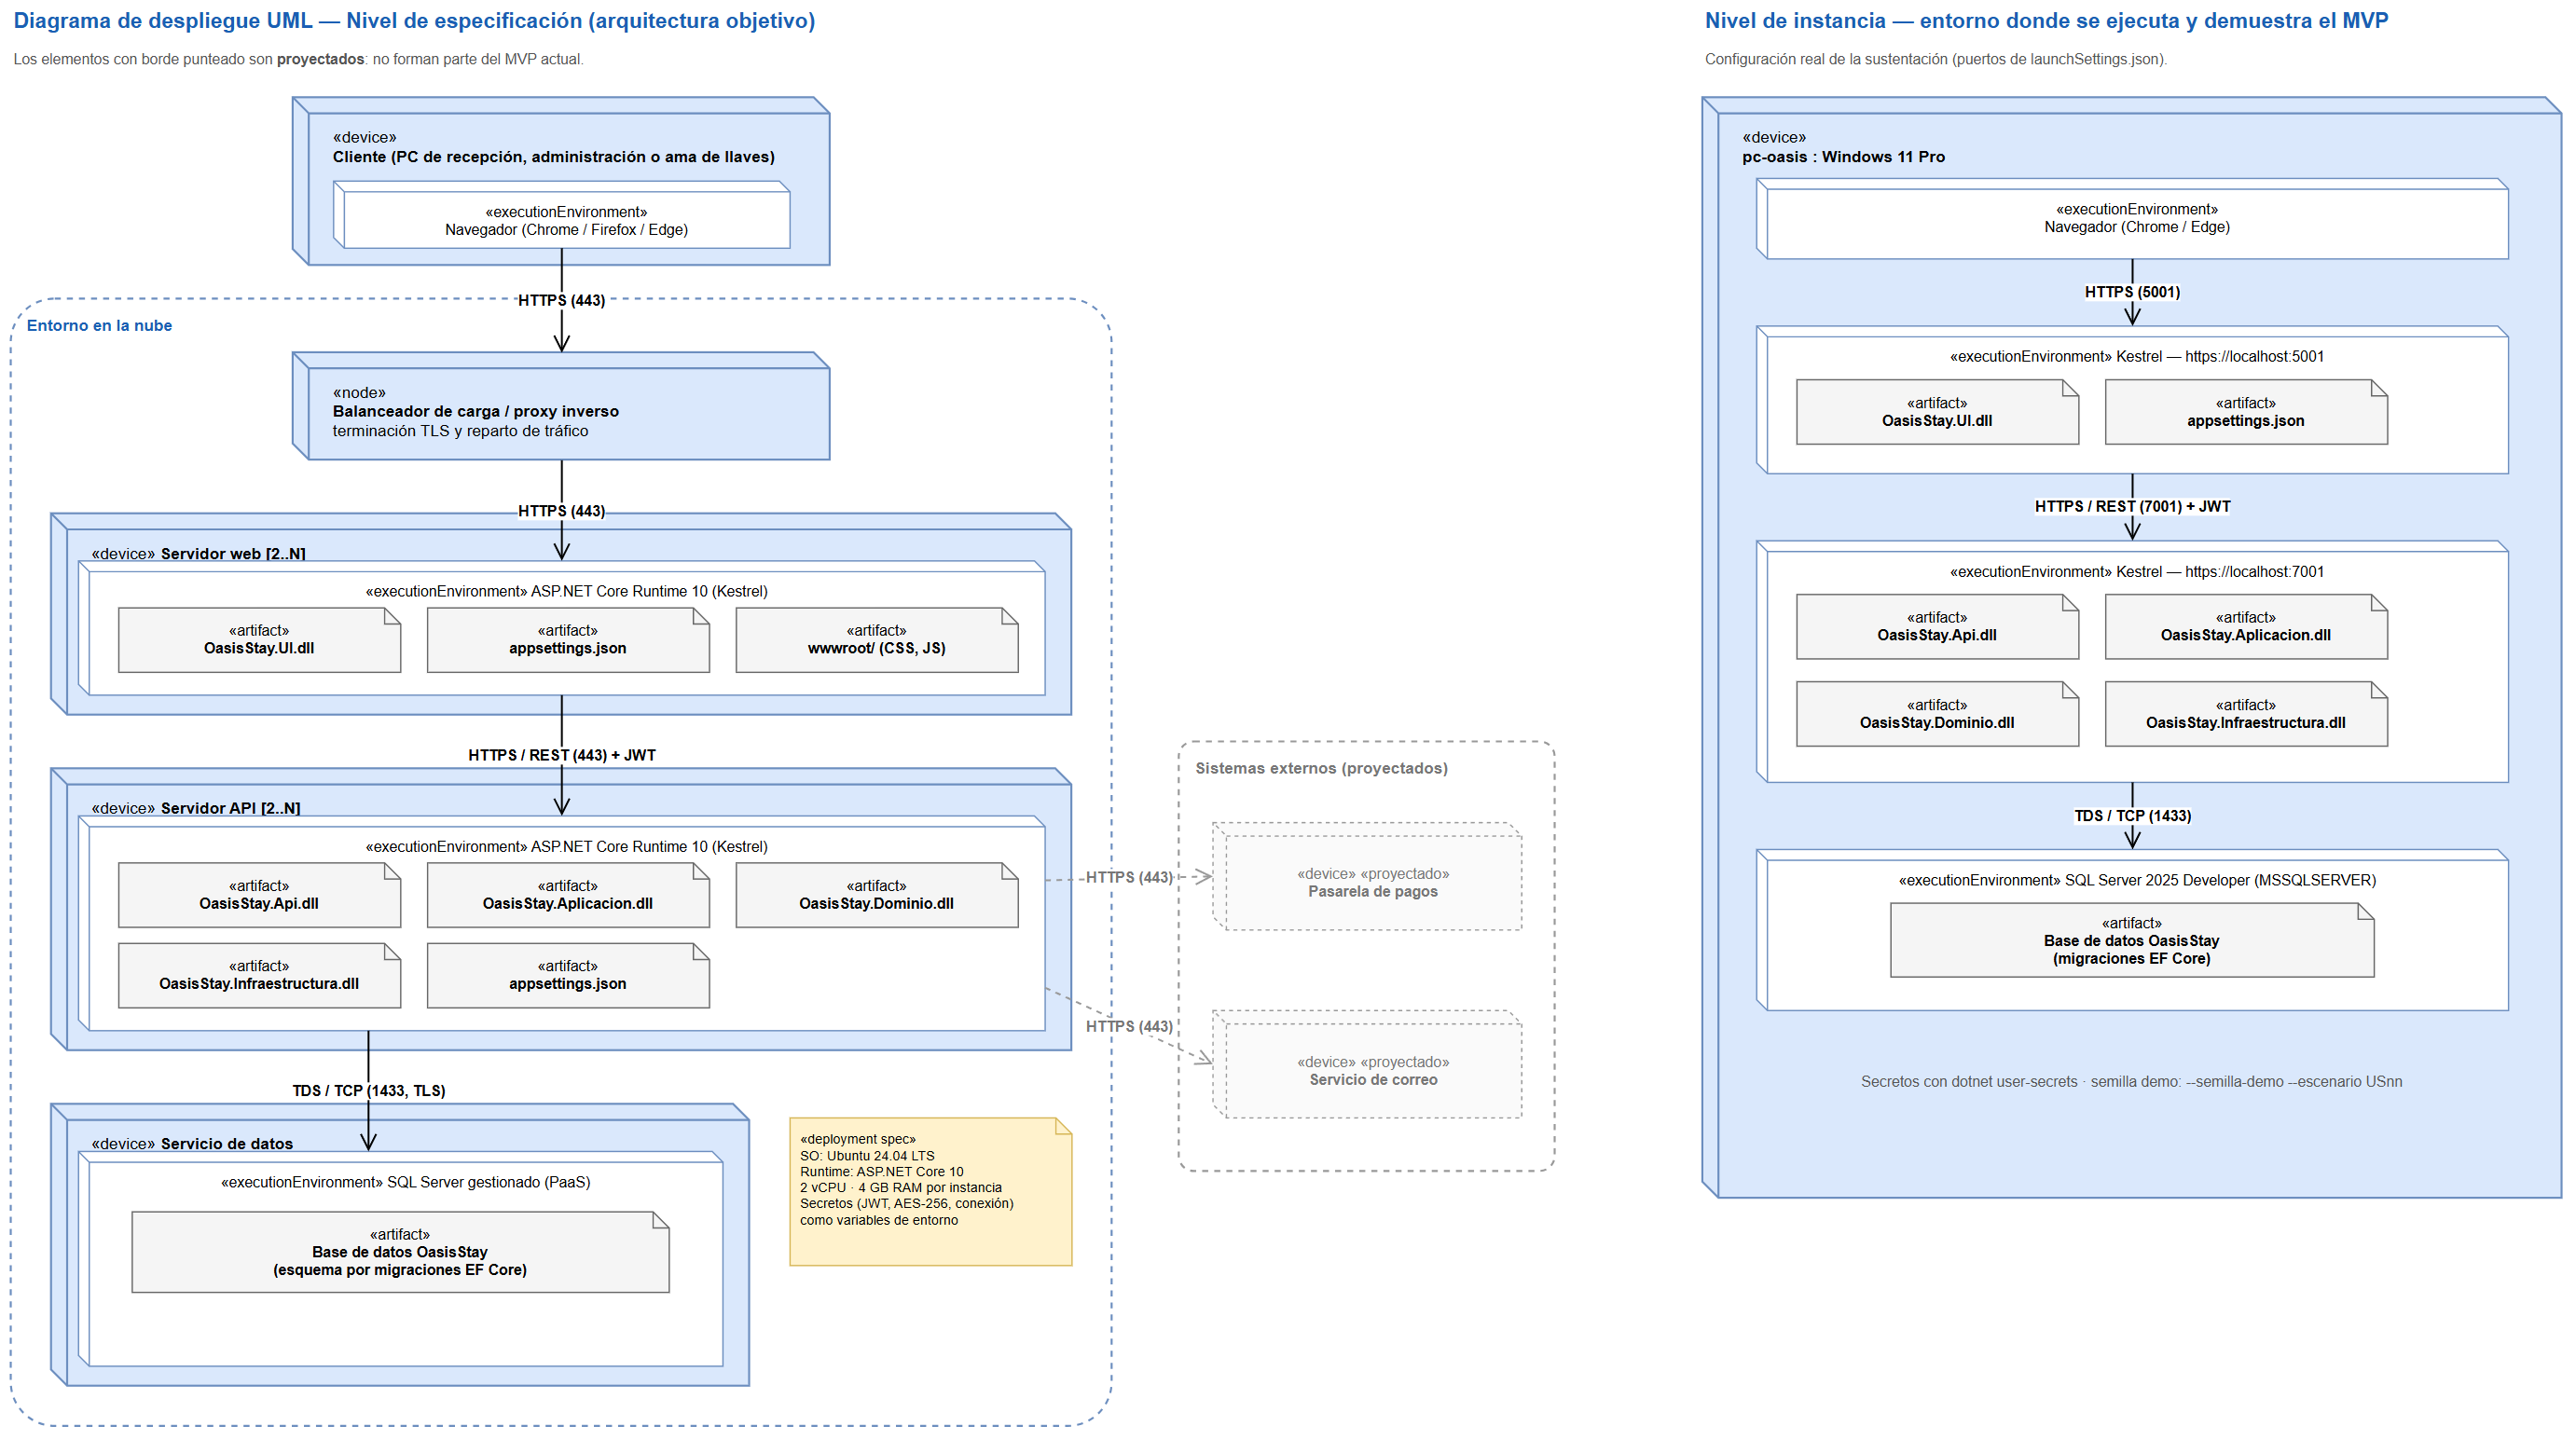 Diagrama de despliegue UML — Nivel de especificación (arquitectura objetivo)
Los elementos con borde punteado son proyectados: no forman parte del MVP actual.
«device»
Cliente (PC de recepción, administración o ama de llaves)
«executionEnvironment»
Navegador (Chrome / Firefox / Edge)
HTTPS (443)
Entorno en la nube
«node»
Balanceador de carga / proxy inverso
terminación TLS y reparto de tráfico
HTTPS (443)
«device» Servidor web [2..N]
«executionEnvironment» ASP.NET Core Runtime 10 (Kestrel)
«artifact»
OasisStay.UI.dll
«artifact»
appsettings.json
«artifact»
wwwroot/ (CSS, JS)
HTTPS / REST (443) + JWT
«device» Servidor API [2..N]
«executionEnvironment» ASP.NET Core Runtime 10 (Kestrel)
«artifact»
OasisStay.Api.dll
«artifact»
OasisStay.Aplicacion.dll
«artifact»
OasisStay.Dominio.dll
«artifact»
OasisStay.Infraestructura.dll
«artifact»
appsettings.json
TDS / TCP (1433, TLS)
«device» Servicio de datos
«executionEnvironment» SQL Server gestionado (PaaS)
«artifact»
Base de datos OasisStay
(esquema por migraciones EF Core)
«deployment spec»
SO: Ubuntu 24.04 LTS
Runtime: ASP.NET Core 10
2 vCPU · 4 GB RAM por instancia
Secretos (JWT, AES-256, conexión)
como variables de entorno
HTTPS (443)
HTTPS (443)
Sistemas externos (proyectados)
«device» «proyectado»
Pasarela de pagos
«device» «proyectado»
Servicio de correo
Nivel de instancia — entorno donde se ejecuta y demuestra el MVP
Configuración real de la sustentación (puertos de launchSettings.json).
«device»
pc-oasis : Windows 11 Pro
«executionEnvironment»
Navegador (Chrome / Edge)
HTTPS (5001)
«executionEnvironment» Kestrel — https://localhost:5001
«artifact»
OasisStay.UI.dll
«artifact»
appsettings.json
HTTPS / REST (7001) + JWT
«executionEnvironment» Kestrel — https://localhost:7001
«artifact»
OasisStay.Api.dll
«artifact»
OasisStay.Aplicacion.dll
«artifact»
OasisStay.Dominio.dll
«artifact»
OasisStay.Infraestructura.dll
TDS / TCP (1433)
«executionEnvironment» SQL Server 2025 Developer (MSSQLSERVER)
«artifact»
Base de datos OasisStay
(migraciones EF Core)
Secretos con dotnet user-secrets · semilla demo: --semilla-demo --escenario USnn